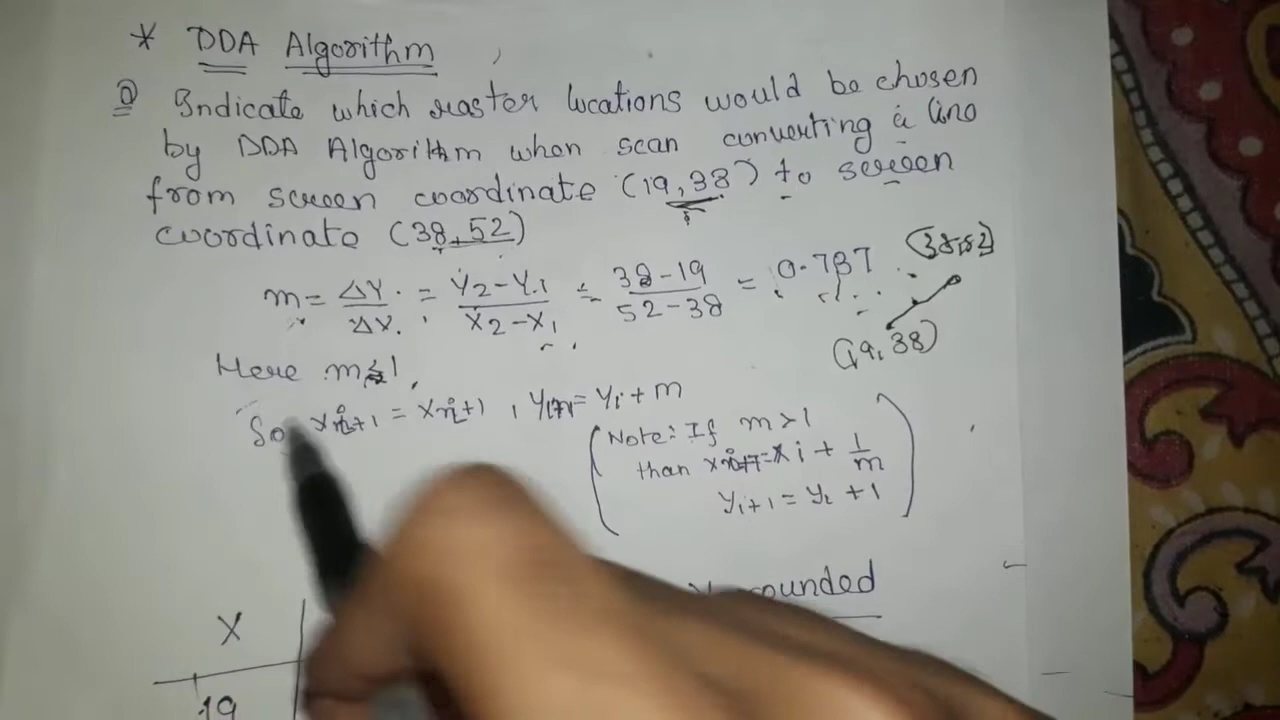 * DDA Algorithm
Q Indicate which raster locations would be chosen
by DDA Algorithm when scan converting a line
from screen coordinate (19,38) to screen
coordinate (38,52)
m = ΔY/ΔX = Y2-Y1/X2-X1 = 38-19/52-38 = 0.737
(38,52)
(19,38)
Here m≤1,
So xi+1 = xi+1, yi+1 = yi + m
(Note: If m>1
than xi+1 = xi + 1/m
yi+1 = yi + 1)
rounded
X
19